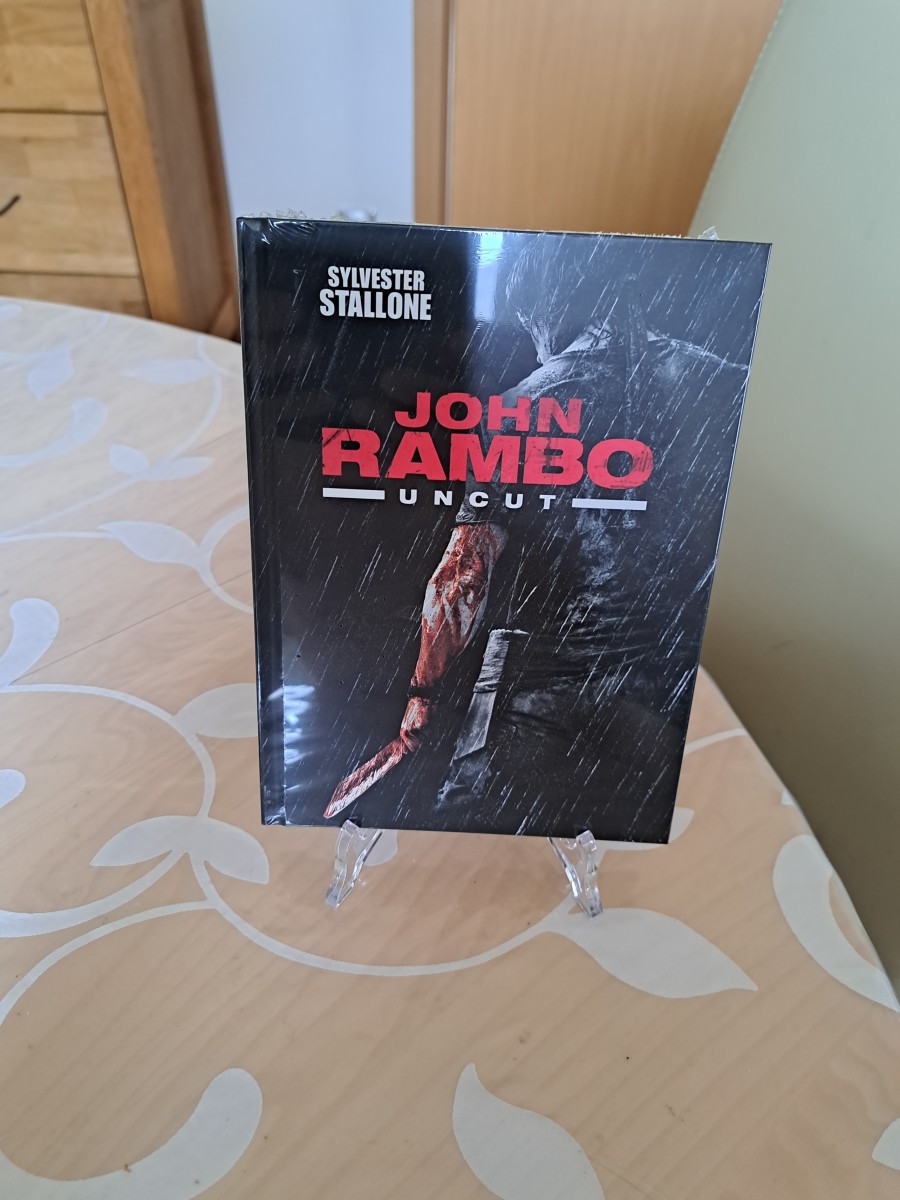 SYLVESTER
STALLONE
JOHN
RAMBO
UNCUT